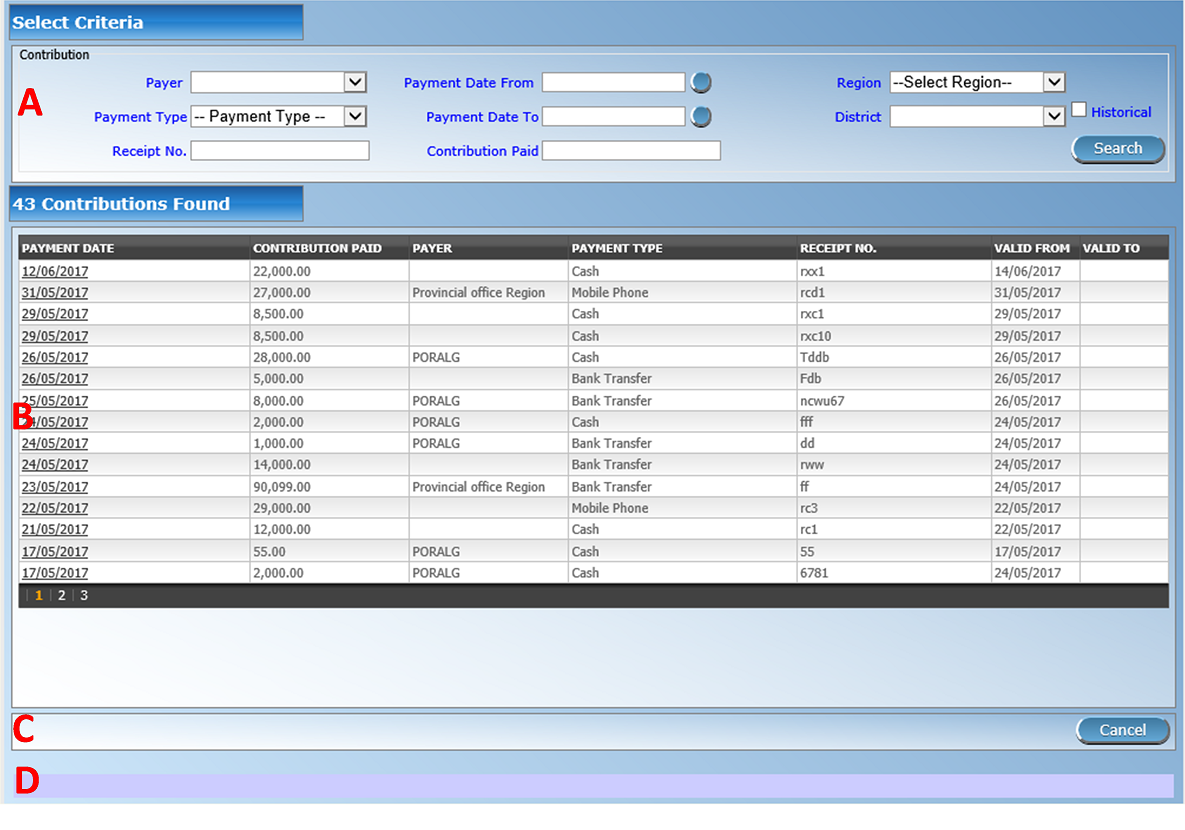 Select Criteria
Contribution
A
Payer Payment Date From Region --Select Region--
Payment Type -- Payment Type -- Payment Date To District Historical
Receipt No. Contribution Paid Search
43 Contributions Found
PAYMENT DATE CONTRIBUTION PAID PAYER PAYMENT TYPE RECEIPT NO. VALID FROM VALID TO
12/06/2017 22,000.00 Cash rxx1 14/06/2017
31/05/2017 27,000.00 Provincial office Region Mobile Phone rcd1 31/05/2017
29/05/2017 8,500.00 Cash rxc1 29/05/2017
29/05/2017 8,500.00 Cash rxc10 29/05/2017
26/05/2017 28,000.00 PORALG Cash Tddb 26/05/2017
26/05/2017 5,000.00 Bank Transfer Fdb 26/05/2017
25/05/2017 8,000.00 PORALG Bank Transfer ncwu67 26/05/2017
B 24/05/2017 2,000.00 PORALG Cash fff 24/05/2017
24/05/2017 1,000.00 PORALG Bank Transfer dd 24/05/2017
24/05/2017 14,000.00 Bank Transfer rww 24/05/2017
23/05/2017 90,099.00 Provincial office Region Bank Transfer ff 24/05/2017
22/05/2017 29,000.00 Mobile Phone rc3 22/05/2017
21/05/2017 12,000.00 Cash rc1 22/05/2017
17/05/2017 55.00 PORALG Cash 55 17/05/2017
17/05/2017 2,000.00 PORALG Cash 6781 24/05/2017
| 1 | 2 | 3
C Cancel
D